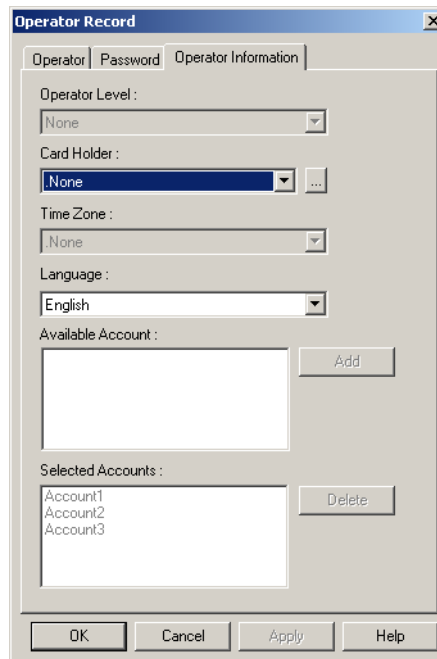 Operator Record
Operator Password Operator Information
Operator Level :
None
Card Holder :
.None
...
Time Zone :
.None
Language :
English
Available Account :
Add
Selected Accounts :
Account1
Account2
Account3
Delete
OK Cancel Apply Help